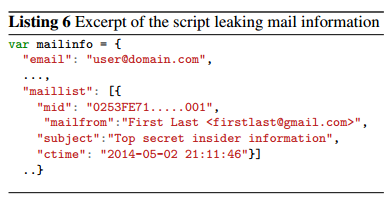 Listing 6 Excerpt of the script leaking mail information
var mailinfo = {
"email": "user@domain.com",
...,
"maillist": [{
"mid": "0253FE71.....001",
"mailfrom":"First Last <firstlast@gmail.com>",
"subject":"Top secret insider information",
"ctime": "2014-05-02 21:11:46"}]
..}